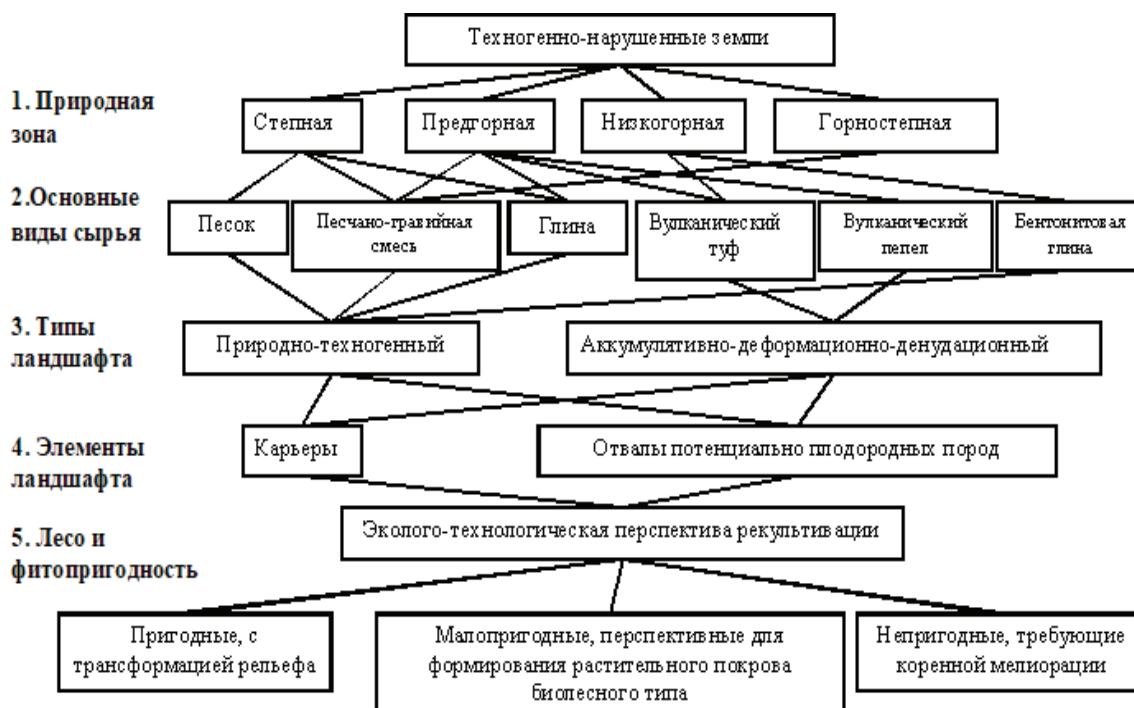 Техногенно-нарушенные земли
1. Природная
зона
Степная
Предгорная
Низкогорная
Горностепная
2.Основные
виды сырья
Песок
Песчано-гравийная
смесь
Глина
Вулканический
туф
Вулканический
пепел
Бентонитовая
глина
3. Типы
ландшафта
Природно-техногенный
Аккумулятивно-деформационно-денудационный
4. Элементы
ландшафта
Карьеры
Отвалы потенциально плодородных пород
5. Лесо и
фитопригодность
Эколого-технологическая перспектива рекультивации
Пригодные, с
трансформацией рельефа
Малопригодные, перспективные для
формирования растительного покрова
биолесного типа
Непригодные, требующие
коренной мелиорации